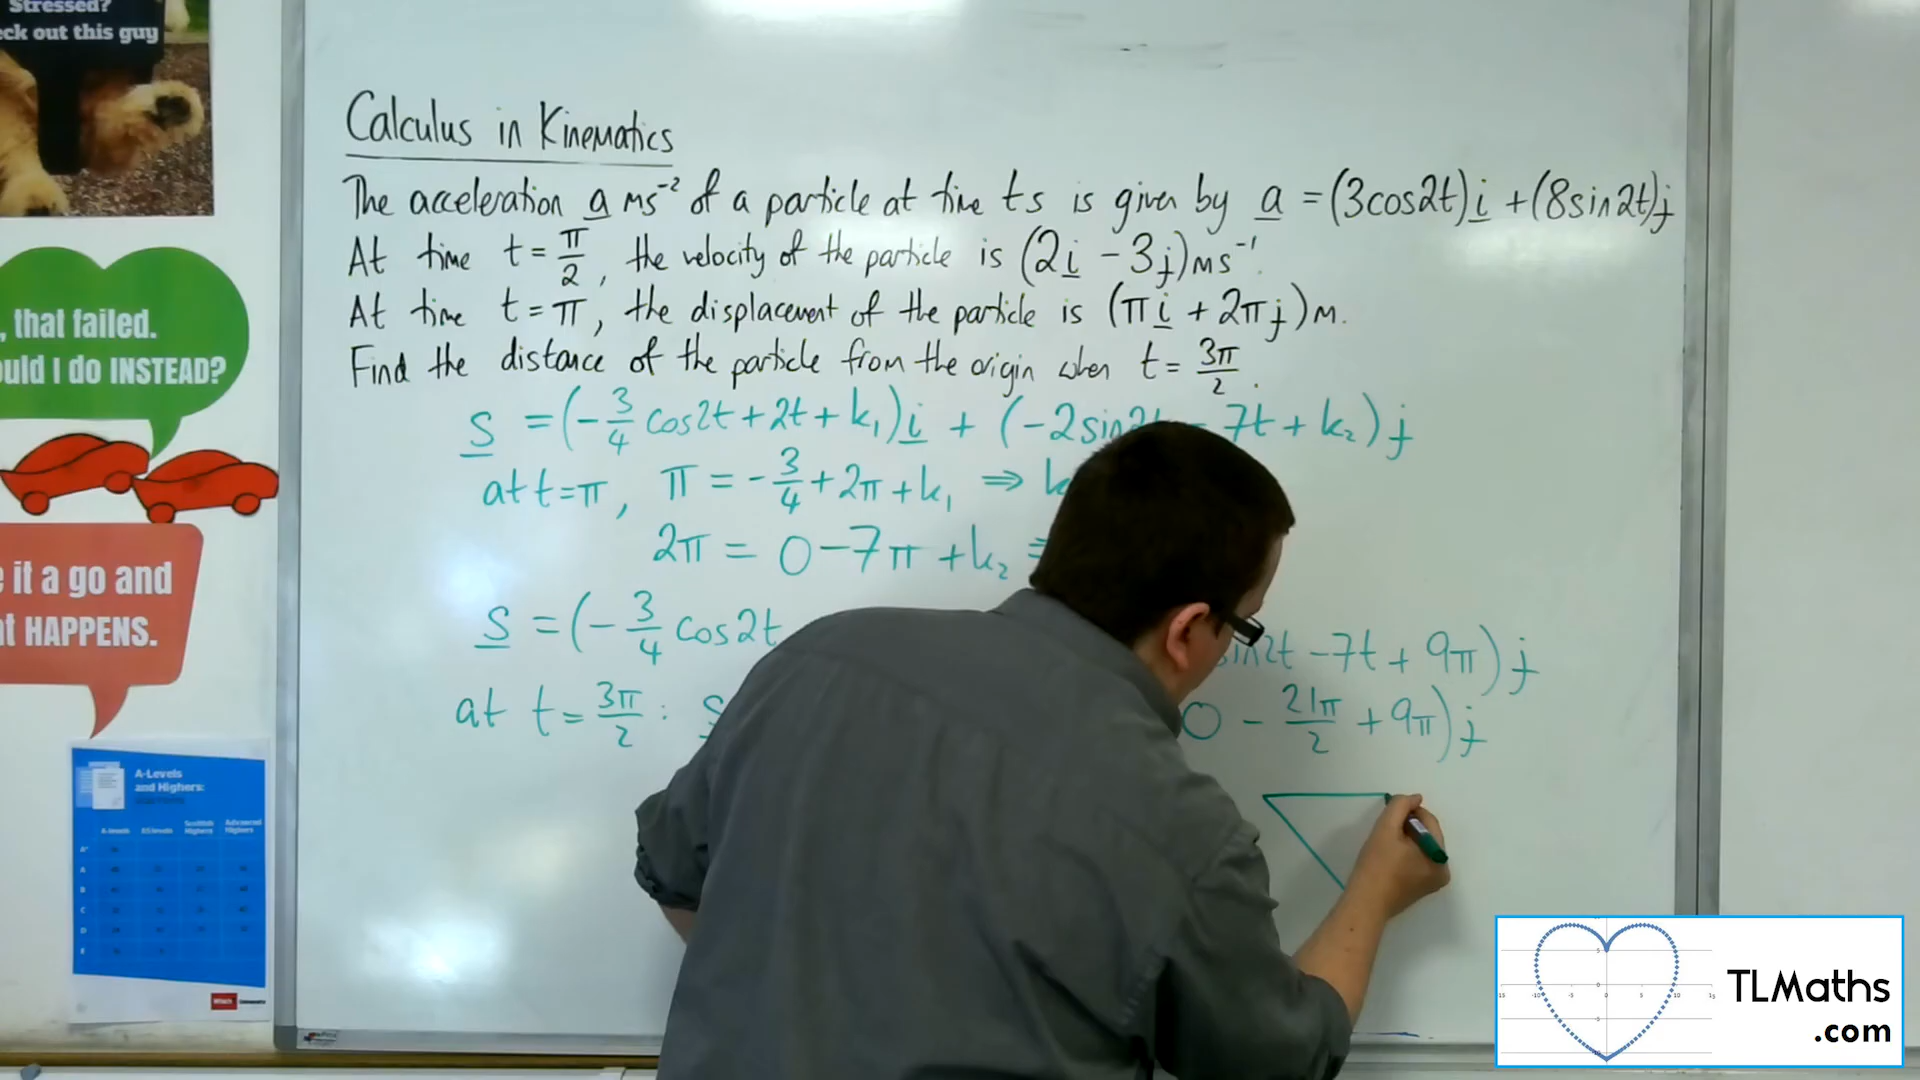 Stressed?
ck out this guy
, that failed.
uld I do INSTEAD?
it a go and
HAPPENS.
A-Levels
and Highers:
Calculus in Kinematics
The acceleration a ms⁻² of a particle at time t s is given by a = (3cos2t)i + (8sin2t)j
At time t = π/2, the velocity of the particle is (2i - 3j)ms⁻¹.
At time t = π, the displacement of the particle is (πi + 2πj)m.
Find the distance of the particle from the origin when t = 3π/2.
s = (-3/4 cos2t + 2t + k₁)i + (-2sin2t - 7t + k₂)j
at t = π, π = -3/4 + 2π + k₁ ⇒ k
2π = 0 - 7π + k₂
s = (-3/4 cos2t sin2t - 7t + 9π)j
at t = 3π/2 : s 0 - 21π/2 + 9π)j
TLMaths
.com